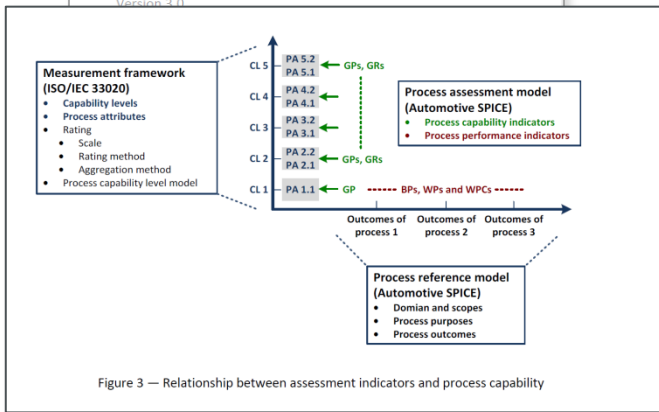 Version 3.0
Measurement framework
(ISO/IEC 33020)
• Capability levels
• Process attributes
• Rating
• Scale
• Rating method
• Aggregation method
• Process capability level model
CL 5
PA 5.2
PA 5.1
GPs, GRs
CL 4
PA 4.2
PA 4.1
CL 3
PA 3.2
PA 3.1
CL 2
PA 2.2
PA 2.1
GPs, GRs
CL 1
PA 1.1
GP
BPs, WPs and WPCs
Process assessment model
(Automotive SPICE)
• Process capability indicators
• Process performance indicators
Outcomes of
process 1
Outcomes of
process 2
Outcomes of
process 3
Process reference model
(Automotive SPICE)
• Domian and scopes
• Process purposes
• Process outcomes
Figure 3 — Relationship between assessment indicators and process capability